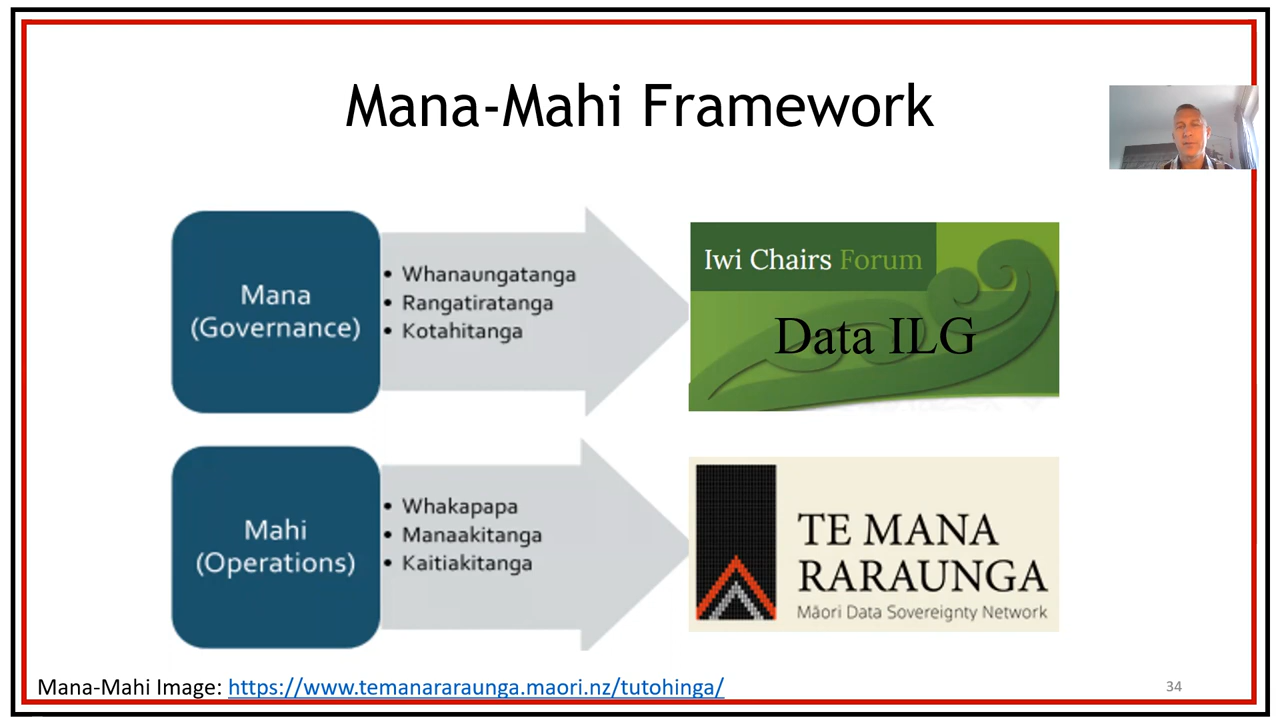 Mana-Mahi Framework
Mana
(Governance)
• Whanaungatanga
• Rangatiratanga
• Kotahitanga
Iwi Chairs Forum
Data ILG
Mahi
(Operations)
• Whakapapa
• Manaakitanga
• Kaitiakitanga
TE MANA
RARAUNGA
Māori Data Sovereignty Network
Mana-Mahi Image: https://www.temanararaunga.maori.nz/tutohinga/
34